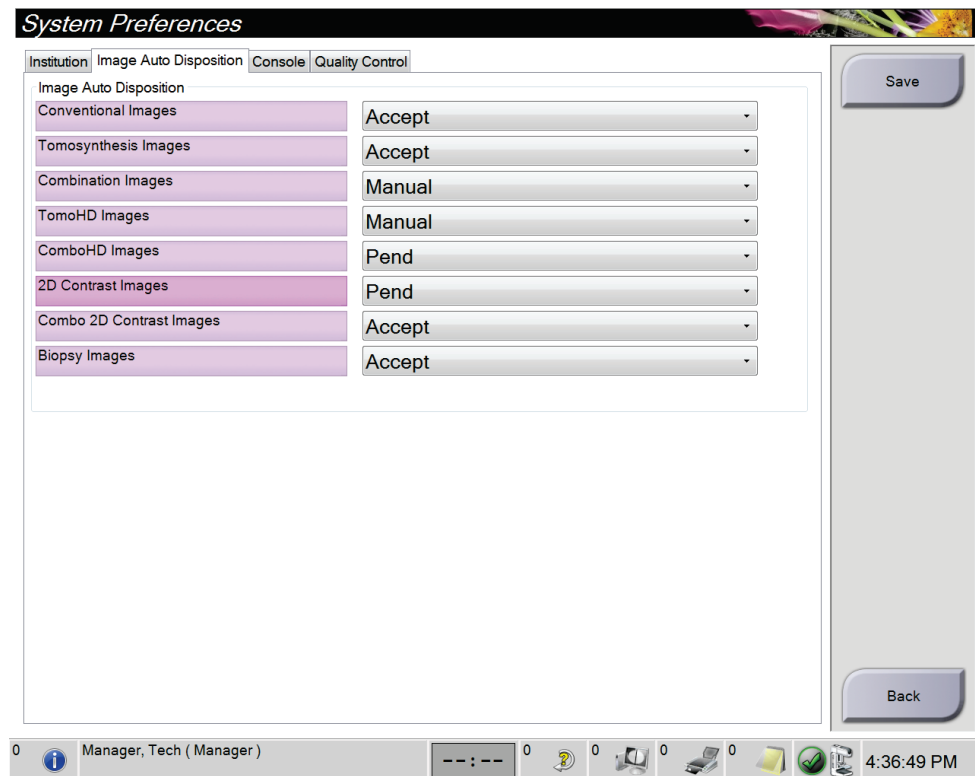 System Preferences
Institution Image Auto Disposition Console Quality Control
Save
Image Auto Disposition
Conventional Images Accept
Tomosynthesis Images Accept
Combination Images Manual
TomoHD Images Manual
ComboHD Images Pend
2D Contrast Images Pend
Combo 2D Contrast Images Accept
Biopsy Images Accept
Back
0 Manager, Tech ( Manager ) --:-- 0 0 0 0 4:36:49 PM